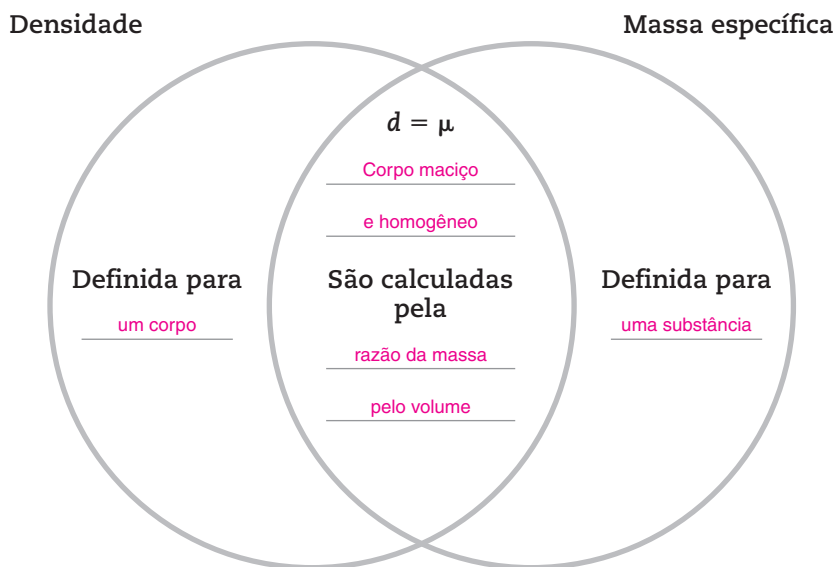 Densidade
Massa específica
d = μ
Corpo maciço
e homogêneo
Definida para
um corpo
São calculadas
pela
razão da massa
pelo volume
Definida para
uma substância